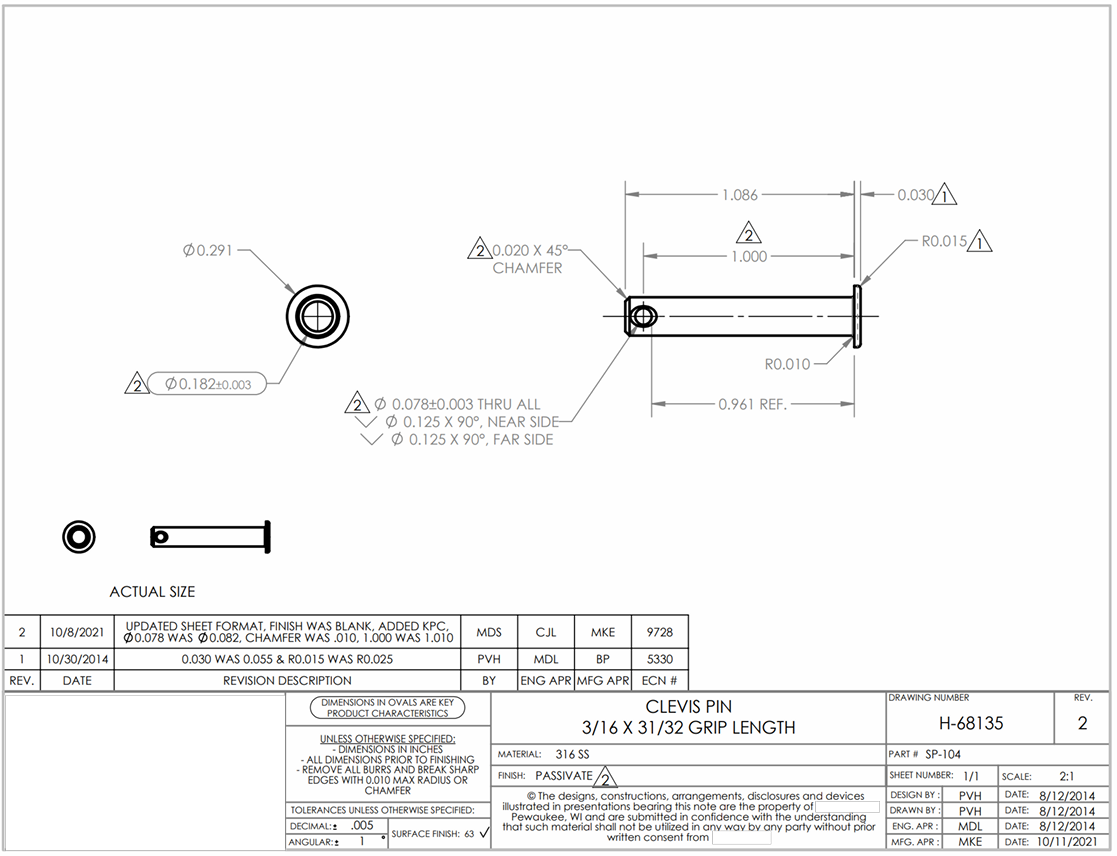 1.086
0.030 1
2
1.000
R0.015 1
Ø0.291
2 0.020 X 45°
CHAMFER
R0.010
2 Ø0.182±0.003
0.961 REF.
2 Ø 0.078±0.003 THRU ALL
Ø 0.125 X 90°, NEAR SIDE
Ø 0.125 X 90°, FAR SIDE
ACTUAL SIZE
2 10/8/2021 UPDATED SHEET FORMAT, FINISH WAS BLANK, ADDED KPC,
Ø0.078 WAS Ø0.082, CHAMFER WAS .010, 1.000 WAS 1.010 MDS CJL MKE 9728
1 10/30/2014 0.030 WAS 0.055 & R0.015 WAS R0.025 PVH MDL BP 5330
REV. DATE REVISION DESCRIPTION BY ENG APR MFG APR ECN #
DIMENSIONS IN OVALS ARE KEY
PRODUCT CHARACTERISTICS
UNLESS OTHERWISE SPECIFIED:
- DIMENSIONS IN INCHES
- ALL DIMENSIONS PRIOR TO FINISHING
- REMOVE ALL BURRS AND BREAK SHARP
EDGES WITH 0.010 MAX RADIUS OR
CHAMFER
TOLERANCES UNLESS OTHERWISE SPECIFIED:
DECIMAL:± .005
ANGULAR:± 1 °
SURFACE FINISH: 63 √
CLEVIS PIN
3/16 X 31/32 GRIP LENGTH
MATERIAL: 316 SS
FINISH: PASSIVATE 2
© The designs, constructions, arrangements, disclosures and devices
illustrated in presentations bearing this note are the property of
Pewaukee, WI and are submitted in confidence with the understanding
that such material shall not be utilized in any way by any party without prior
written consent from
DRAWING NUMBER REV.
H-68135 2
PART # SP-104
SHEET NUMBER: 1/1 SCALE: 2:1
DESIGN BY : PVH DATE: 8/12/2014
DRAWN BY : PVH DATE: 8/12/2014
ENG. APR : MDL DATE: 8/12/2014
MFG. APR : MKE DATE: 10/11/2021